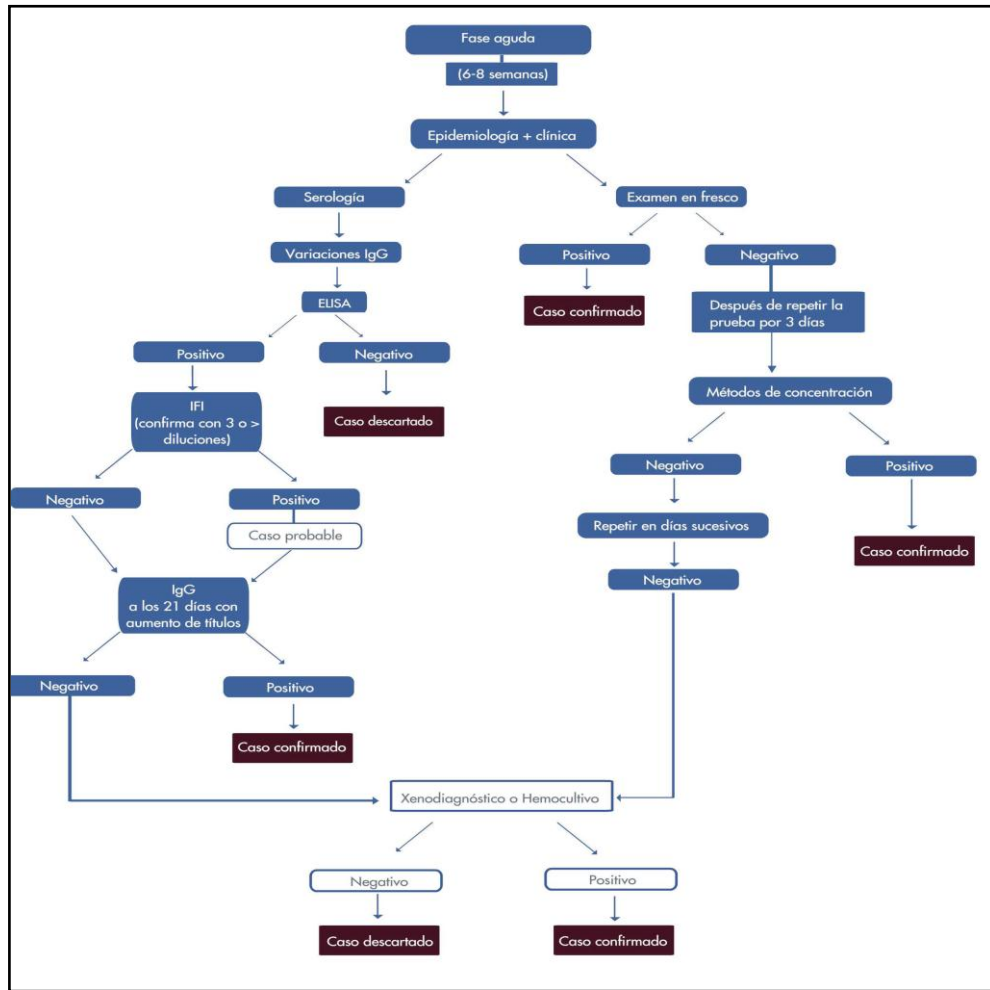 Fase aguda
(6-8 semanas)
Epidemiología + clínica
Serología
Examen en fresco
Variaciones IgG
Positivo
Negativo
ELISA
Caso confirmado
Después de repetir la
prueba por 3 días
Positivo
Negativo
Métodos de concentración
IFI
(confirma con 3 o >
diluciones)
Caso descartado
Negativo
Positivo
Negativo
Positivo
Caso probable
Repetir en días sucesivos
Caso confirmado
Negativo
IgG
a los 21 días con
aumento de títulos
Negativo
Positivo
Caso confirmado
Xenodiagnóstico o Hemocultivo
Negativo
Positivo
Caso descartado
Caso confirmado